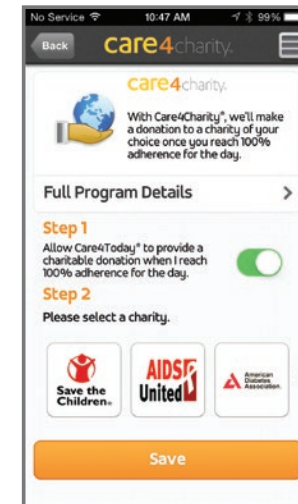 No Service 10:47 AM 99%
Back care4charity.
care4charity.
With Care4Charity®, we'll make
a donation to a charity of your
choice once you reach 100%
adherence for the day.
Full Program Details >
Step 1
Allow Care4Today® to provide a
charitable donation when I reach
100% adherence for the day.
Step 2
Please select a charity.
Save the
Children®
AIDS
United
American
Diabetes
Association.
Save